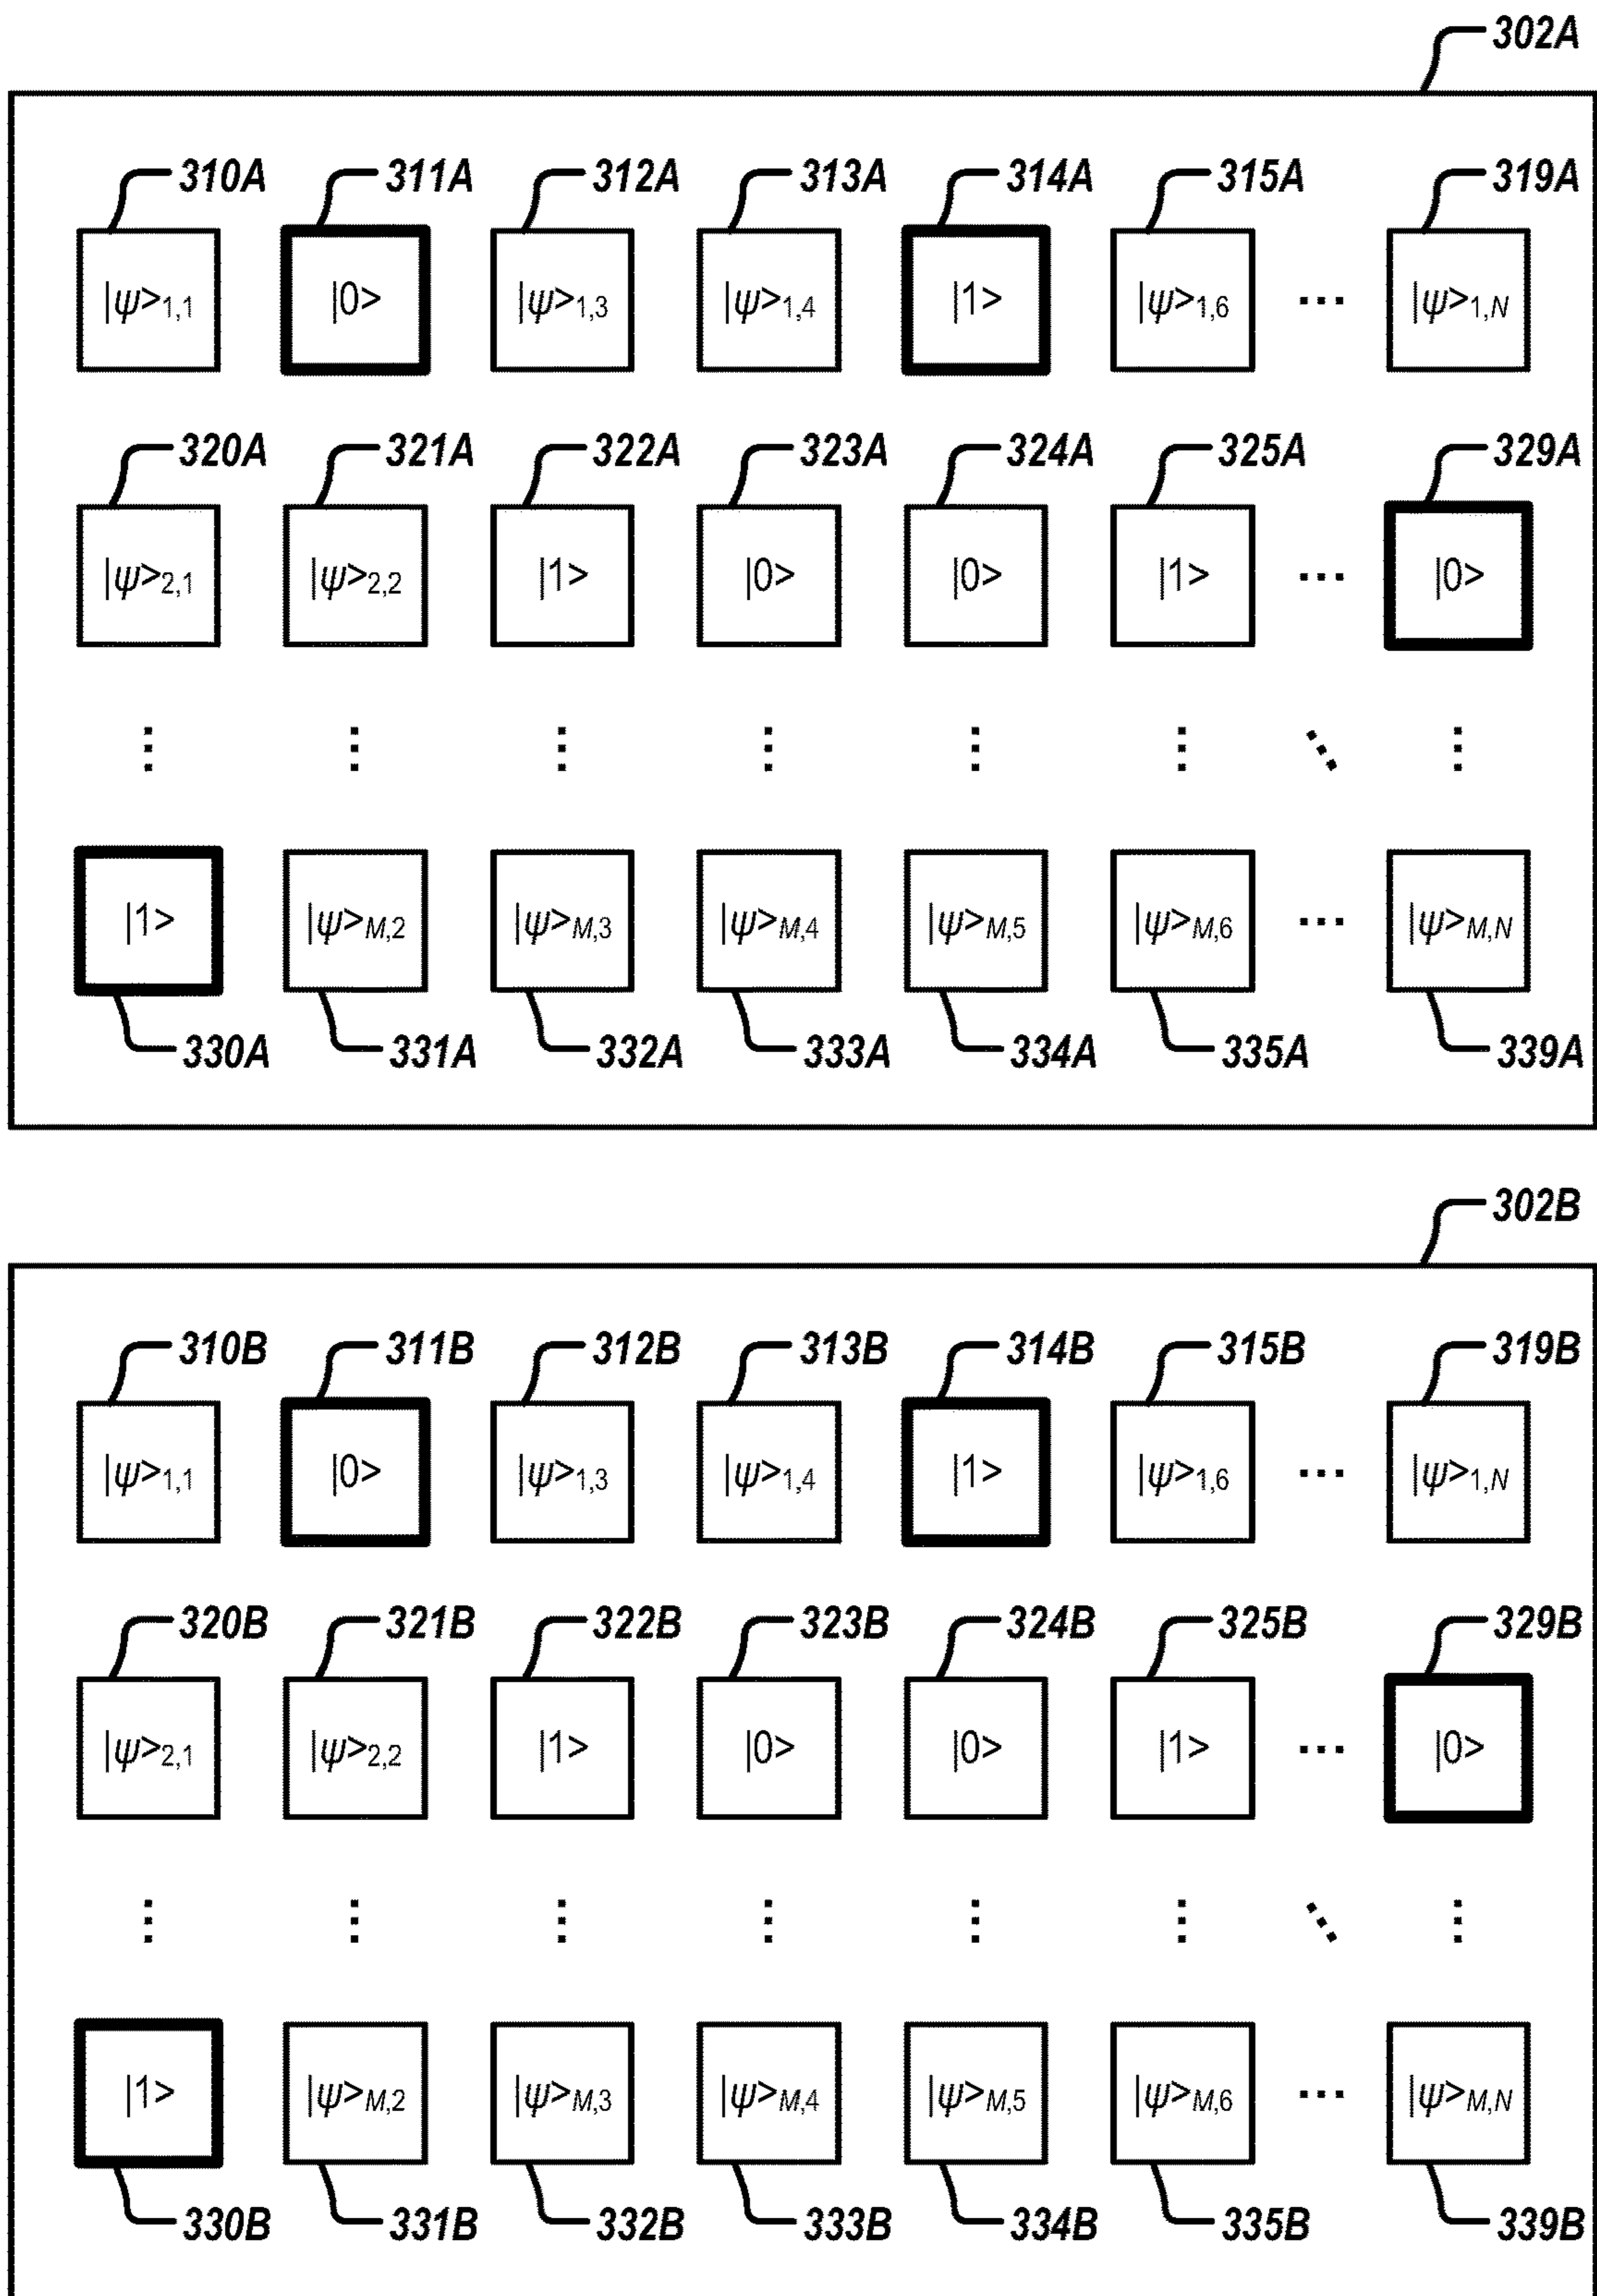 302A
310A 311A 312A 313A 314A 315A 319A
|ψ>1,1 |0> |ψ>1,3 |ψ>1,4 |1> |ψ>1,6 ... |ψ>1,N
320A 321A 322A 323A 324A 325A 329A
|ψ>2,1 |ψ>2,2 |1> |0> |0> |1> ... |0>
|1> |ψ>M,2 |ψ>M,3 |ψ>M,4 |ψ>M,5 |ψ>M,6 ... |ψ>M,N
330A 331A 332A 333A 334A 335A 339A
302B
310B 311B 312B 313B 314B 315B 319B
|ψ>1,1 |0> |ψ>1,3 |ψ>1,4 |1> |ψ>1,6 ... |ψ>1,N
320B 321B 322B 323B 324B 325B 329B
|ψ>2,1 |ψ>2,2 |1> |0> |0> |1> ... |0>
|1> |ψ>M,2 |ψ>M,3 |ψ>M,4 |ψ>M,5 |ψ>M,6 ... |ψ>M,N
330B 331B 332B 333B 334B 335B 339B